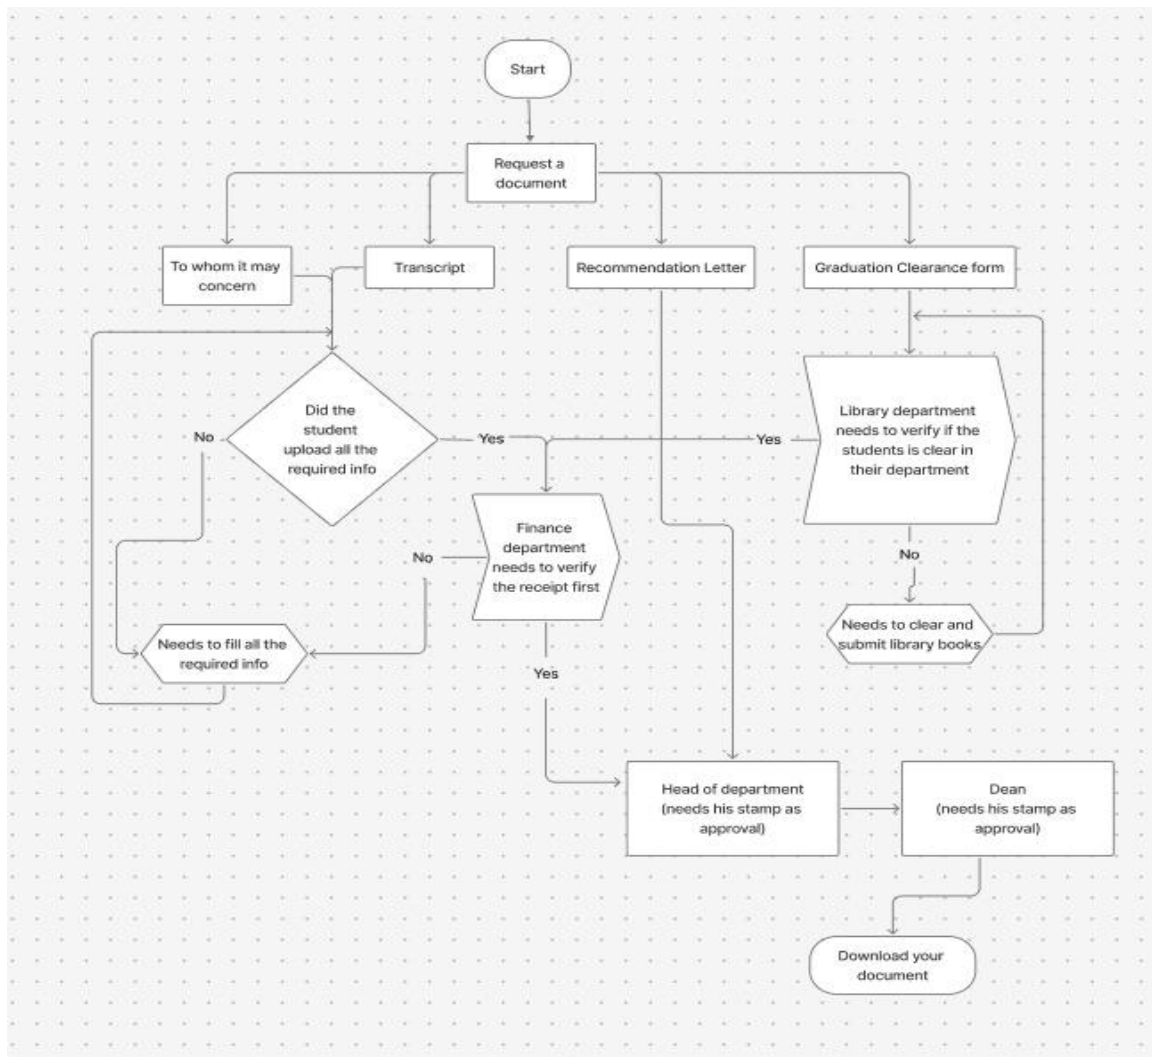 Start
Request a
document
To whom it may
concern
Transcript
Recommendation Letter
Graduation Clearance form
Did the
student
upload all the
required info
No
Yes
Yes
Library department
needs to verify if the
students is clear in
their department
Finance
department
needs to verify
the receipt first
No
No
Needs to fill all the
required info
Needs to clear and
submit library books
Yes
Head of department
(needs his stamp as
approval)
Dean
(needs his stamp as
approval)
Download your
document